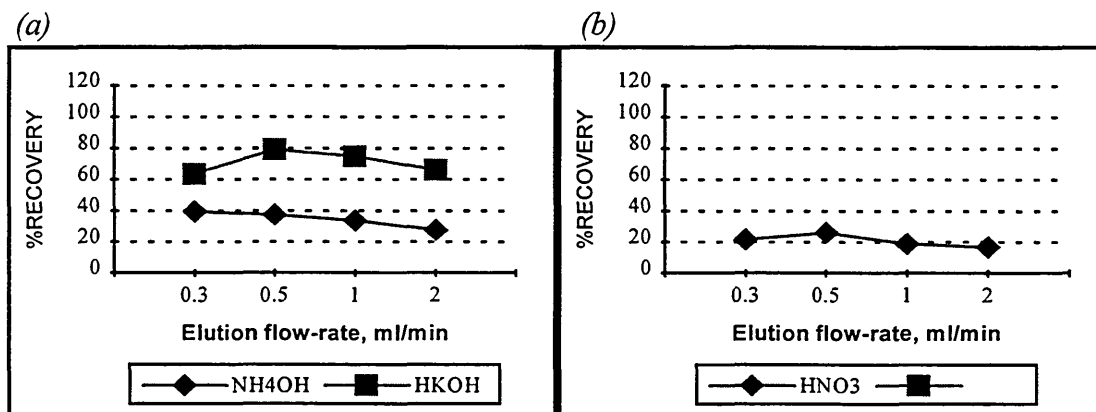 (a)
%RECOVERY
120
100
80
60
40
20
0
0.3 0.5 1 2
Elution flow-rate, ml/min
NH4OH HKOH
(b)
%RECOVERY
120
100
80
60
40
20
0
0.3 0.5 1 2
Elution flow-rate, ml/min
HNO3